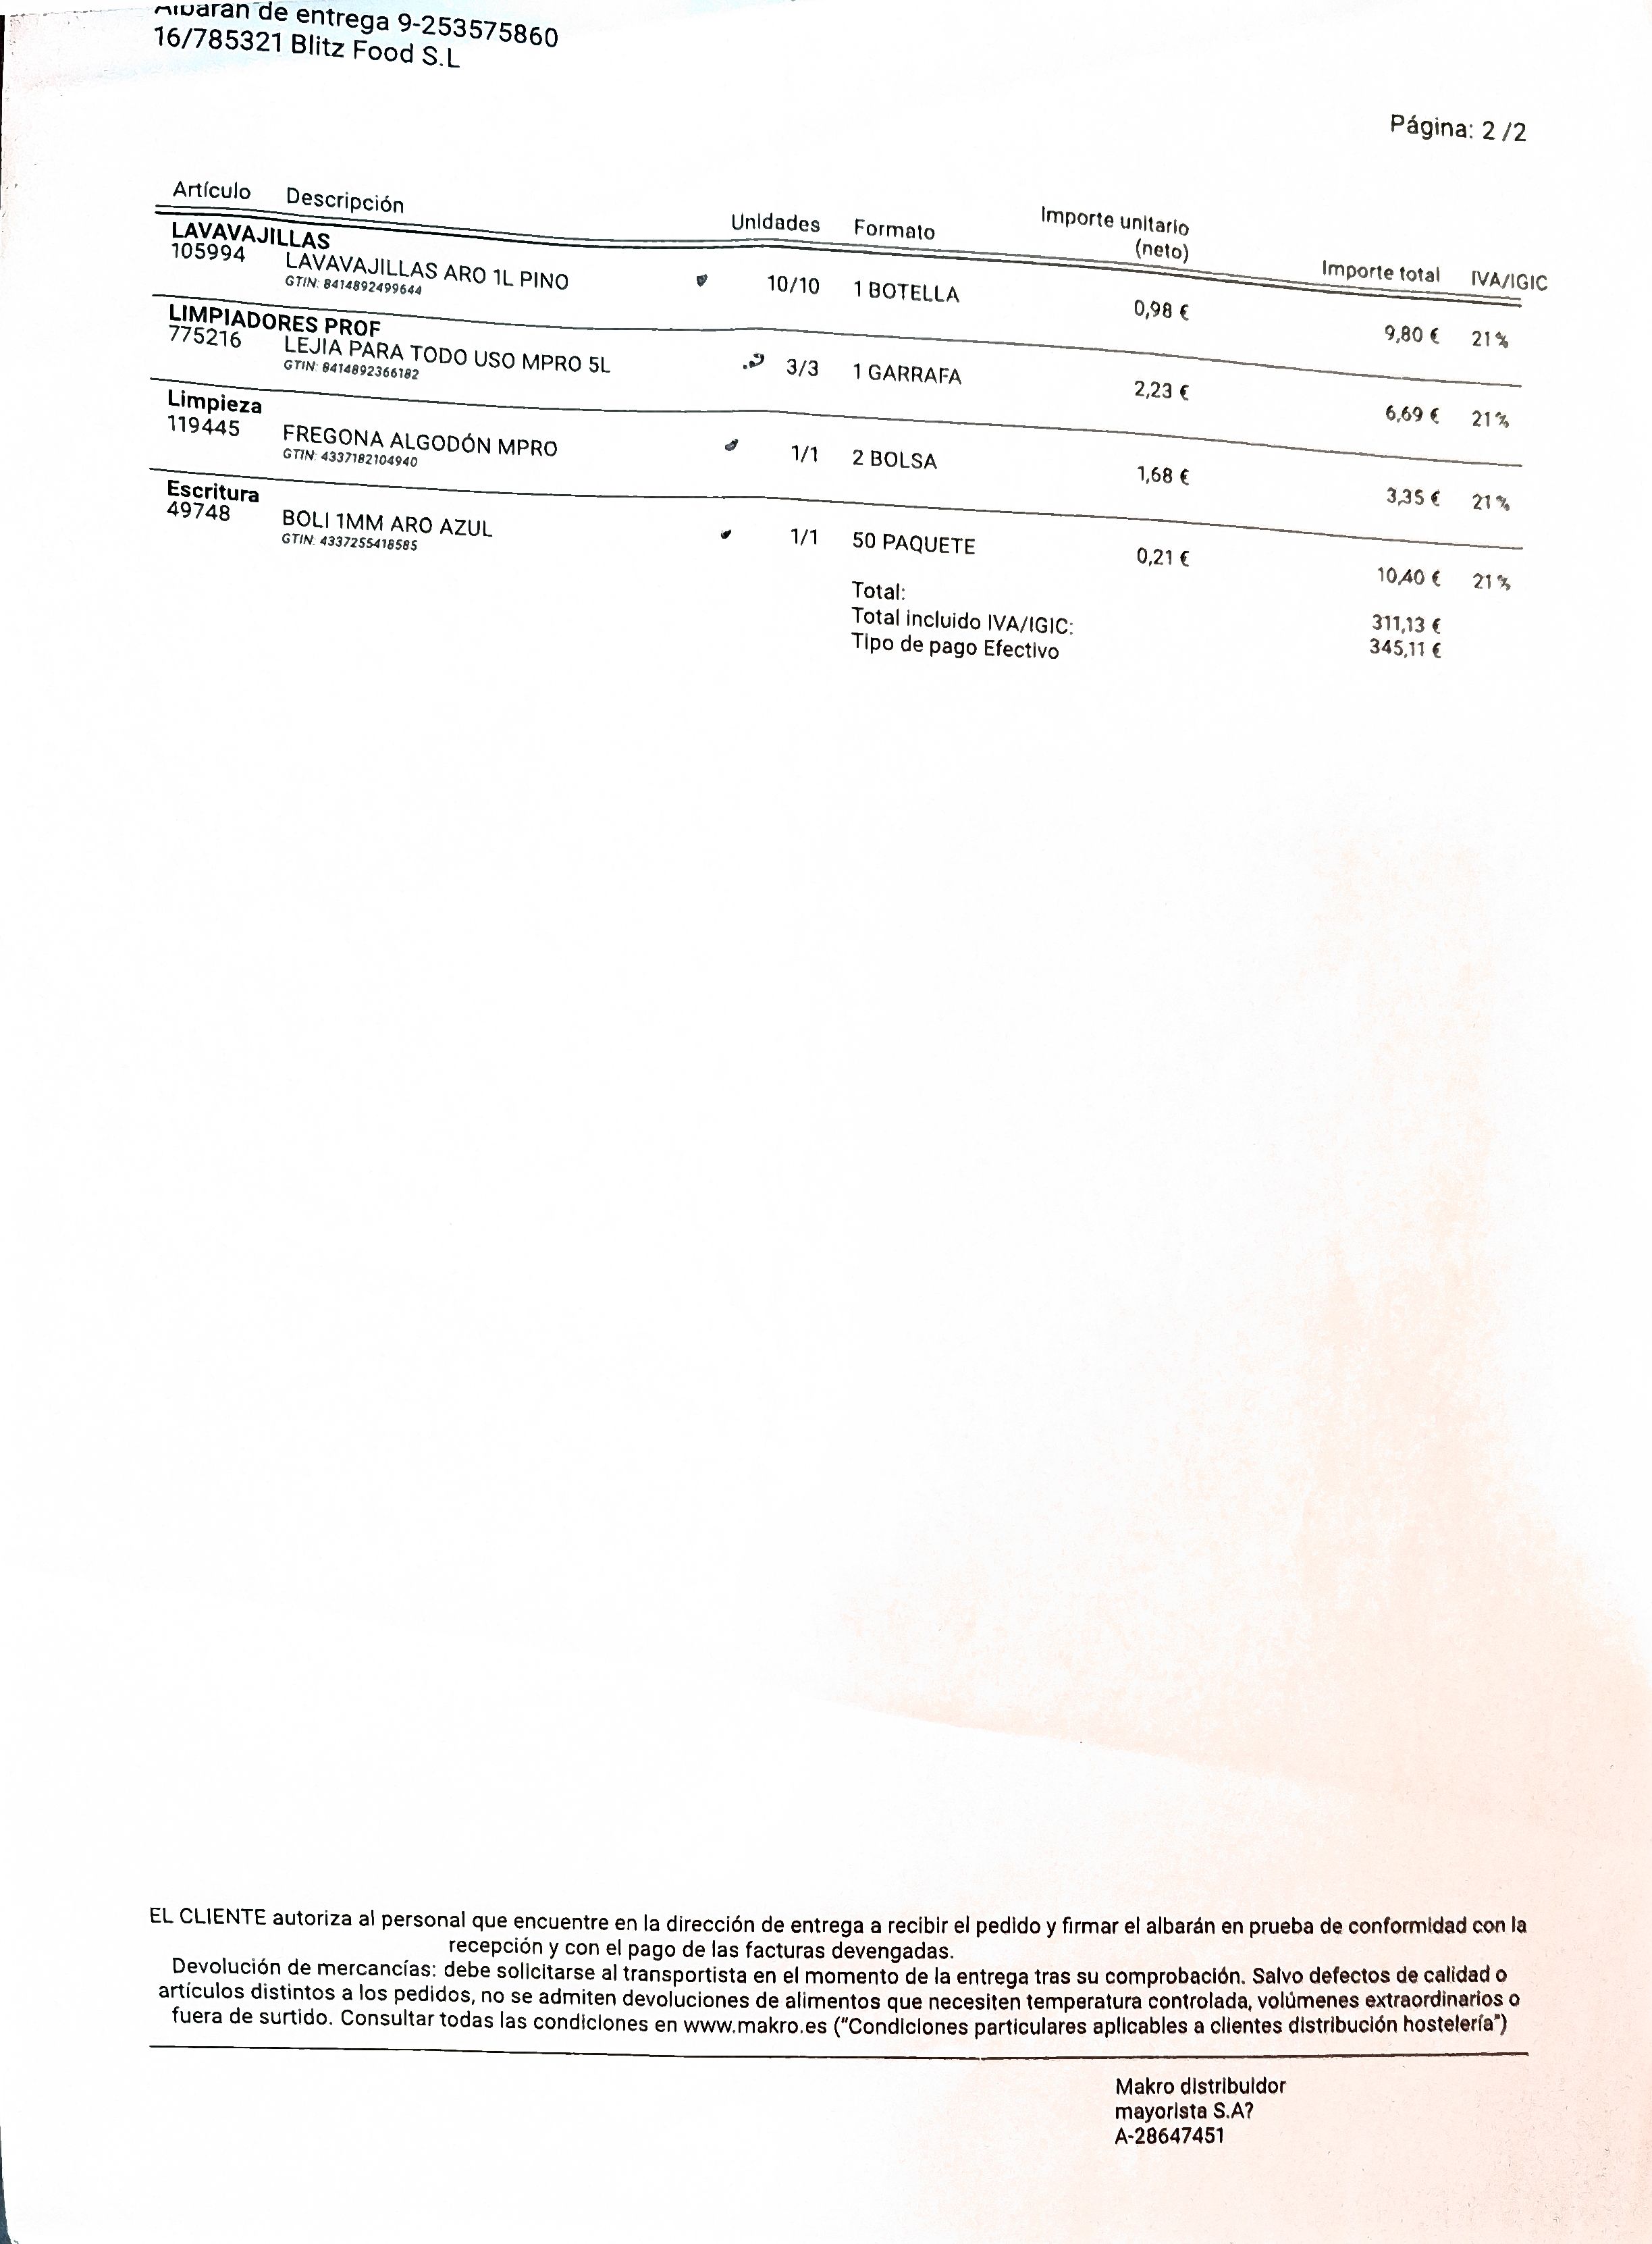 Albarán de entrega 9-253575860
16/785321 Blitz Food S.L
Página: 2 /2
Artículo Descripción Unidades Formato Importe unitario (neto) Importe total IVA/IGIC
LAVAVAJILLAS
105994 LAVAVAJILLAS ARO 1L PINO 10/10 1 BOTELLA 0,98 € 9,80 € 21%
GTIN: 8414892499644
LIMPIADORES PROF
775216 LEJIA PARA TODO USO MPRO 5L 3/3 1 GARRAFA 2,23 € 6,69 € 21%
GTIN: 8414892366182
Limpieza
119445 FREGONA ALGODÓN MPRO 1/1 2 BOLSA 1,68 € 3,35 € 21%
GTIN: 4337182104940
Escritura
49748 BOLI 1MM ARO AZUL 1/1 50 PAQUETE 0,21 € 10,40 € 21%
GTIN: 4337255418585
Total: 311,13 €
Total incluido IVA/IGIC: 345,11 €
Tipo de pago Efectivo
EL CLIENTE autoriza al personal que encuentre en la dirección de entrega a recibir el pedido y firmar el albarán en prueba de conformidad con la
recepción y con el pago de las facturas devengadas.
Devolución de mercancías: debe solicitarse al transportista en el momento de la entrega tras su comprobación. Salvo defectos de calidad o
artículos distintos a los pedidos, no se admiten devoluciones de alimentos que necesiten temperatura controlada, volúmenes extraordinarios o
fuera de surtido. Consultar todas las condiciones en www.makro.es ("Condiciones particulares aplicables a clientes distribución hostelería")
Makro distribuidor
mayorista S.A?
A-28647451